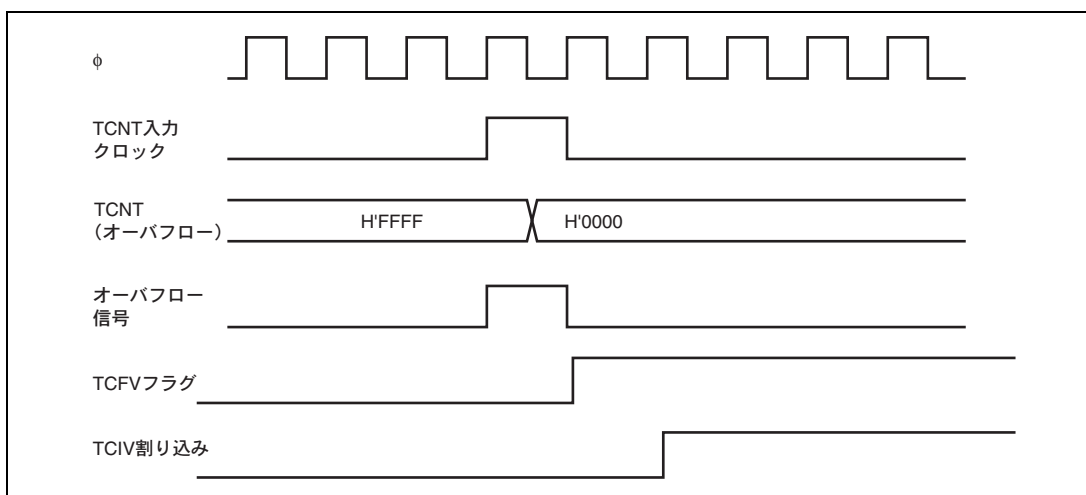 φ
TCNT入力
クロック
TCNT
(オーバフロー)
H'FFFF
H'0000
オーバフロー
信号
TCFVフラグ
TCIV割り込み